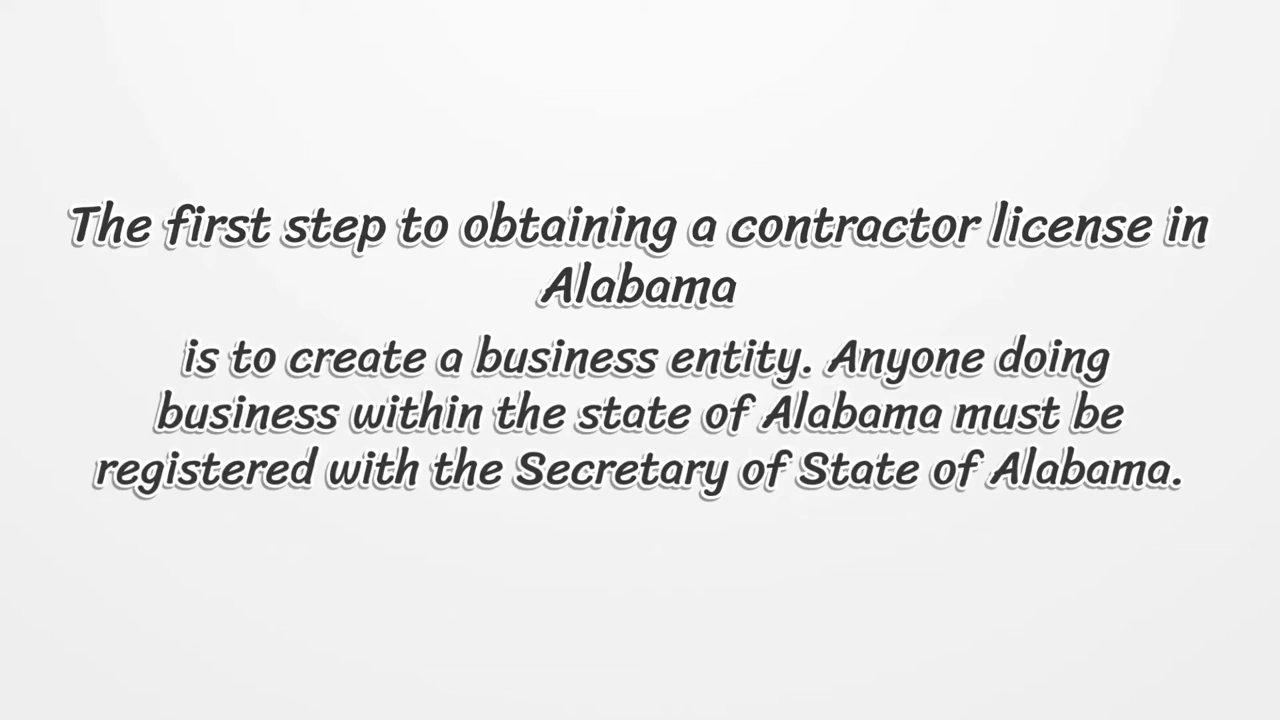 The first step to obtaining a contractor license in
Alabama
is to create a business entity. Anyone doing
business within the state of Alabama must be
registered with the Secretary of State of Alabama.